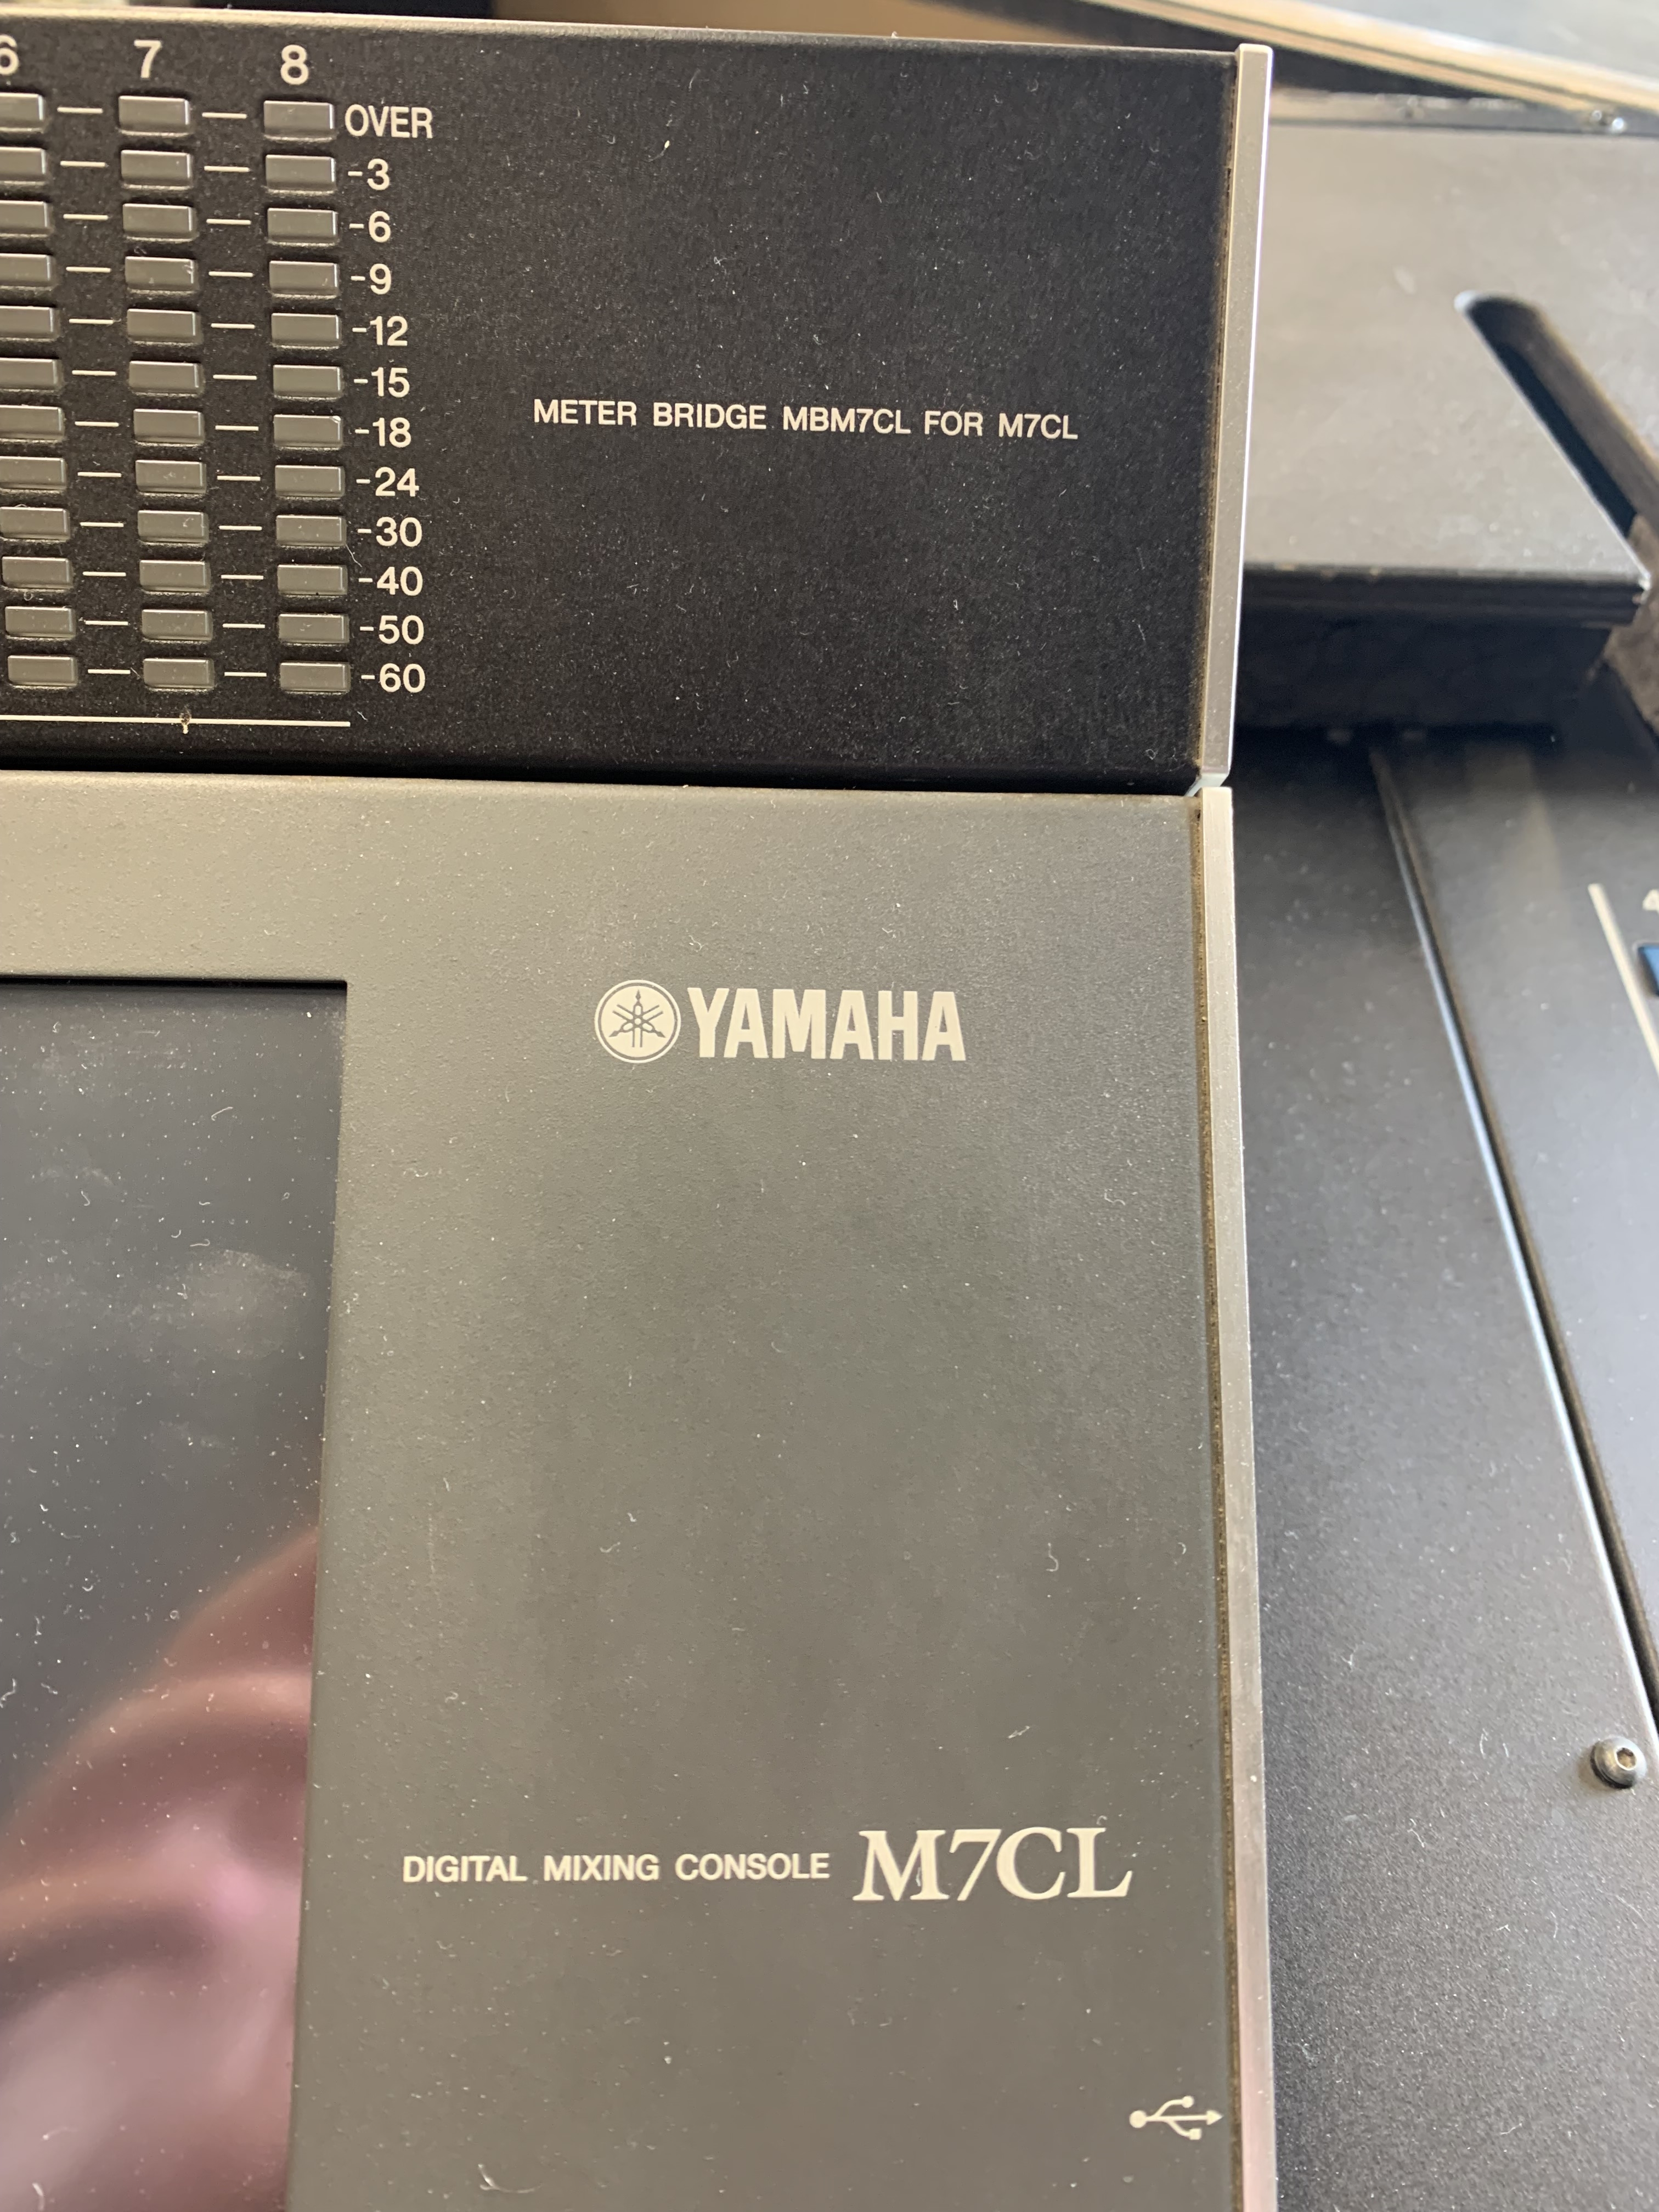 6 7 8
OVER
-3
-6
-9
-12
-15
-18
-24
-30
-40
-50
-60
METER BRIDGE MBM7CL FOR M7CL
YAMAHA
4
DIGITAL MIXING CONSOLE M7CL